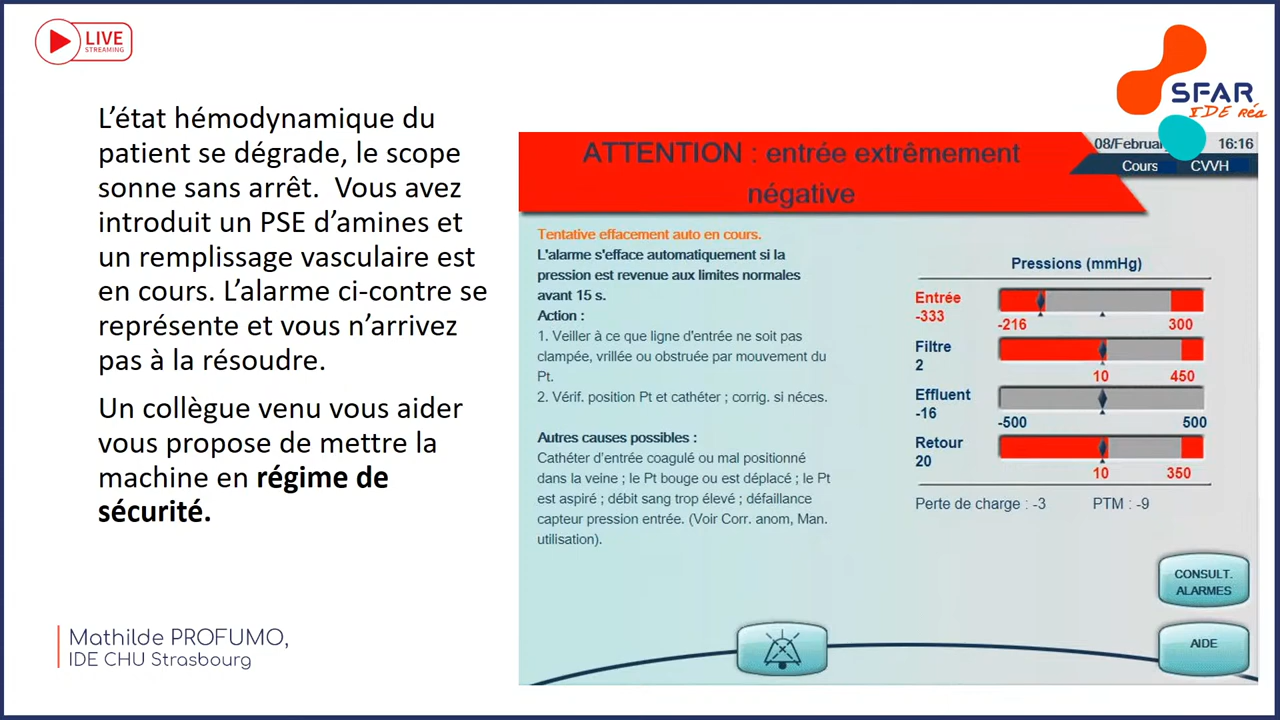 LIVE
STREAMING
SFAR
IDE réa
L'état hémodynamique du
patient se dégrade, le scope
sonne sans arrêt. Vous avez
introduit un PSE d'amines et
un remplissage vasculaire est
en cours. L'alarme ci-contre se
représente et vous n'arrivez
pas à la résoudre.
Un collègue venu vous aider
vous propose de mettre la
machine en régime de
sécurité.
Mathilde PROFUMO,
IDE CHU Strasbourg
ATTENTION : entrée extrêmement
négative
16:16
Cours CVVH
Tentative effacement auto en cours.
L'alarme s'efface automatiquement si la
pression est revenue aux limites normales
avant 15 s.
Action :
1. Veiller à ce que ligne d'entrée ne soit pas
clampée, vrillée ou obstruée par mouvement du
Pt.
2. Vérif. position Pt et cathéter ; corrig. si néces.
Autres causes possibles :
Cathéter d'entrée coagulé ou mal positionné
dans la veine ; le Pt bouge ou est déplacé ; le Pt
est aspiré ; débit sang trop élevé ; défaillance
capteur pression entrée. (Voir Corr. anom, Man.
utilisation).
Pressions (mmHg)
Entrée
-333
-216 300
Filtre
2
10 450
Effluent
-16
-500 500
Retour
20
10 350
Perte de charge : -3 PTM : -9
CONSULT.
ALARMES
AIDE